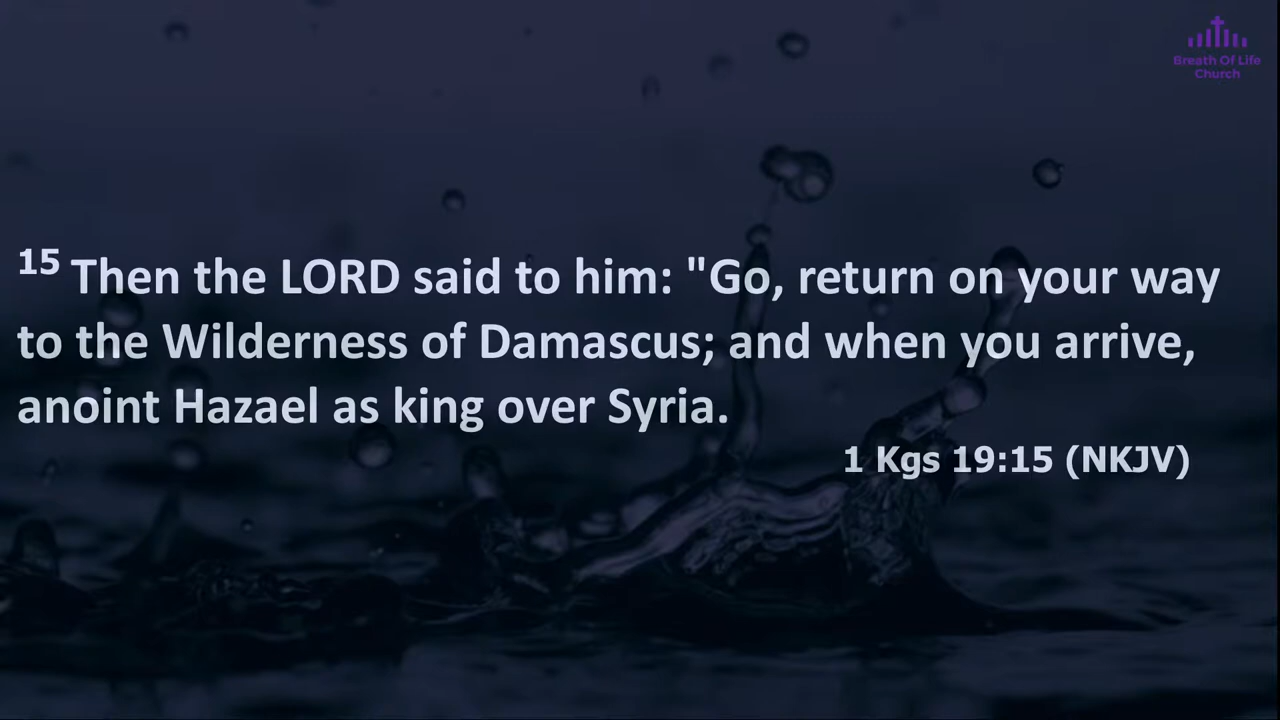 Breath Of Life
Church
15 Then the LORD said to him: "Go, return on your way
to the Wilderness of Damascus; and when you arrive,
anoint Hazael as king over Syria.
1 Kgs 19:15 (NKJV)